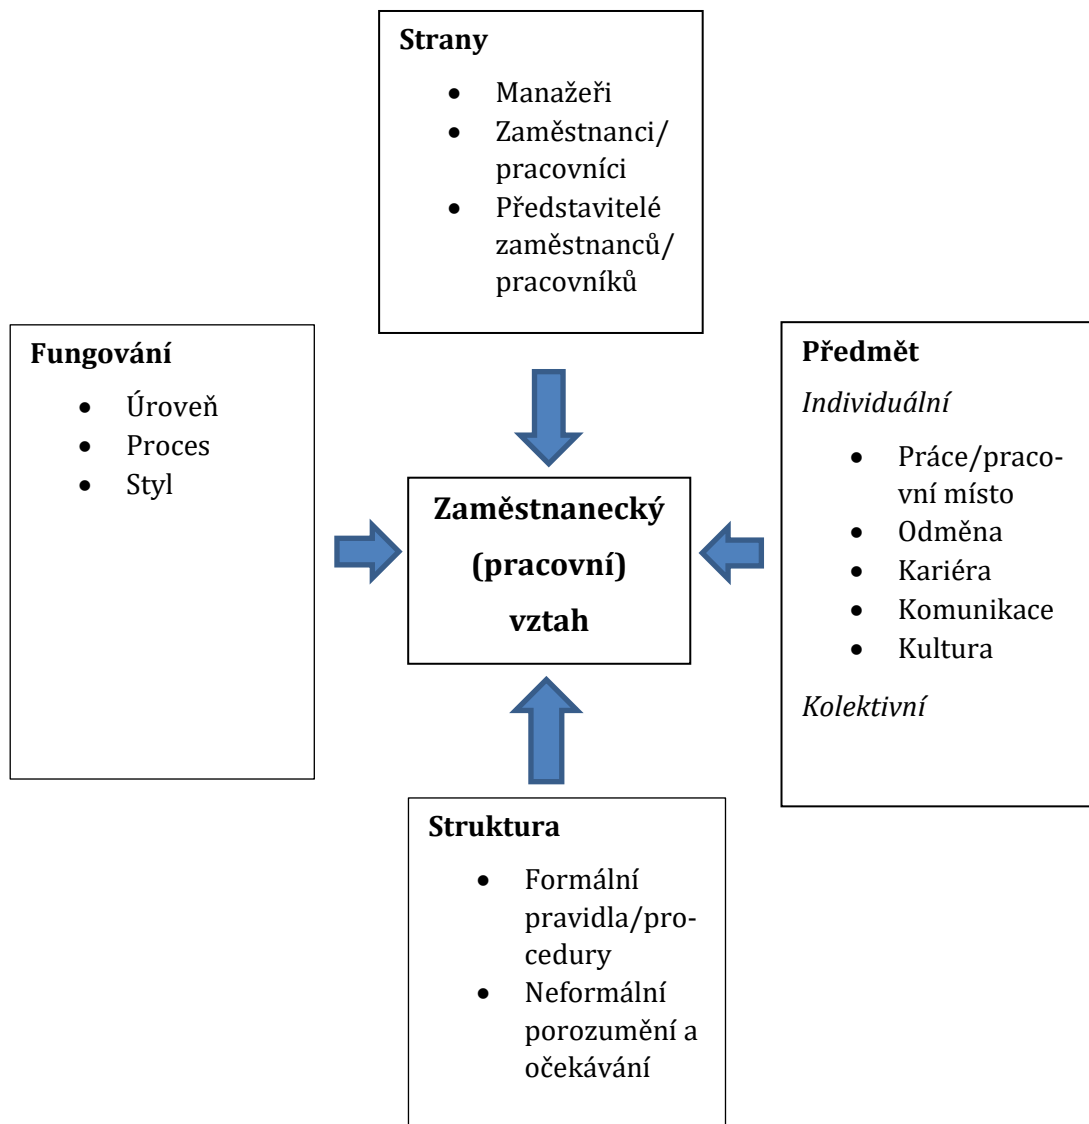 Strany
• Manažeři
• Zaměstnanci/
pracovníci
• Představitelé
zaměstnanců/
pracovníků
Fungování
• Úroveň
• Proces
• Styl
Předmět
Individuální
• Práce/praco-
vní místo
• Odměna
• Kariéra
• Komunikace
• Kultura
Kolektivní
Zaměstnanecký
(pracovní)
vztah
Struktura
• Formální
pravidla/pro-
cedury
• Neformální
porozumění a
očekávání